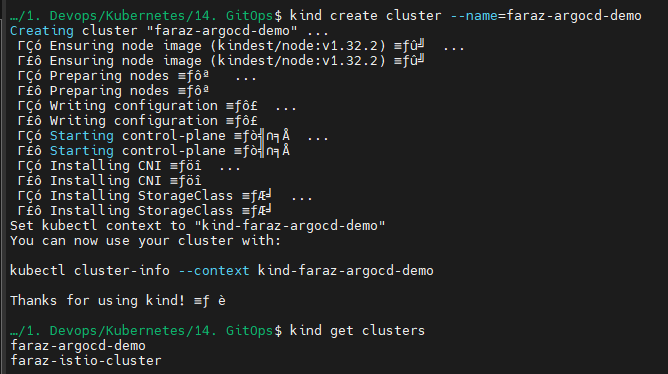 …/1. Devops/Kubernetes/14. GitOps$ kind create cluster --name=faraz-argocd-demo
Creating cluster "faraz-argocd-demo" ...
ΓÇó Ensuring node image (kindest/node:v1.32.2) ≡ƒû╝  ...
Γ£ô Ensuring node image (kindest/node:v1.32.2) ≡ƒû╝
ΓÇó Preparing nodes ≡ƒôª   ...
Γ£ô Preparing nodes ≡ƒôª
ΓÇó Writing configuration ≡ƒô£  ...
Γ£ô Writing configuration ≡ƒô£
ΓÇó Starting control-plane ≡ƒò╣∩╕Å  ...
Γ£ô Starting control-plane ≡ƒò╣∩╕Å
ΓÇó Installing CNI ≡ƒöî  ...
Γ£ô Installing CNI ≡ƒöî
ΓÇó Installing StorageClass ≡ƒÆ╛  ...
Γ£ô Installing StorageClass ≡ƒÆ╛
Set kubectl context to "kind-faraz-argocd-demo"
You can now use your cluster with:
kubectl cluster-info --context kind-faraz-argocd-demo
Thanks for using kind! ≡ƒ è
…/1. Devops/Kubernetes/14. GitOps$ kind get clusters
faraz-argocd-demo
faraz-istio-cluster